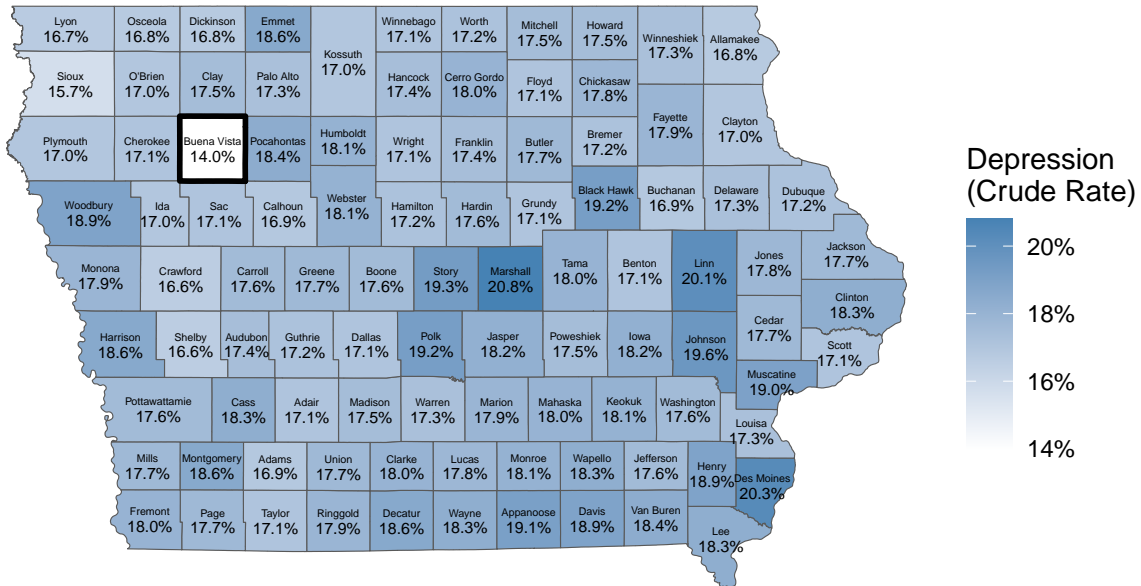 Lyon
16.7%
Osceola
16.8%
Dickinson
16.8%
Emmet
18.6%
Kossuth
17.0%
Winnebago
17.1%
Worth
17.2%
Mitchell
17.5%
Howard
17.5%
Winneshiek
17.3%
Allamakee
16.8%
Sioux
15.7%
O'Brien
17.0%
Clay
17.5%
Palo Alto
17.3%
Hancock
17.4%
Cerro Gordo
18.0%
Floyd
17.1%
Chickasaw
17.8%
Fayette
17.9%
Clayton
17.0%
Plymouth
17.0%
Cherokee
17.1%
Buena Vista
14.0%
Pocahontas
18.4%
Humboldt
18.1%
Wright
17.1%
Franklin
17.4%
Butler
17.7%
Bremer
17.2%
Woodbury
18.9%
Ida
17.0%
Sac
17.1%
Calhoun
16.9%
Webster
18.1%
Hamilton
17.2%
Hardin
17.6%
Grundy
17.1%
Black Hawk
19.2%
Buchanan
16.9%
Delaware
17.3%
Dubuque
17.2%
Monona
17.9%
Crawford
16.6%
Carroll
17.6%
Greene
17.7%
Boone
17.6%
Story
19.3%
Marshall
20.8%
Tama
18.0%
Benton
17.1%
Linn
20.1%
Jones
17.8%
Jackson
17.7%
Clinton
18.3%
Harrison
18.6%
Shelby
16.6%
Audubon
17.4%
Guthrie
17.2%
Dallas
17.1%
Polk
19.2%
Jasper
18.2%
Poweshiek
17.5%
Iowa
18.2%
Johnson
19.6%
Cedar
17.7%
Scott
17.1%
Muscatine
19.0%
Pottawattamie
17.6%
Cass
18.3%
Adair
17.1%
Madison
17.5%
Warren
17.3%
Marion
17.9%
Mahaska
18.0%
Keokuk
18.1%
Washington
17.6%
Louisa
17.3%
Mills
17.7%
Montgomery
18.6%
Adams
16.9%
Union
17.7%
Clarke
18.0%
Lucas
17.8%
Monroe
18.1%
Wapello
18.3%
Jefferson
17.6%
Henry
18.9%
Des Moines
20.3%
Fremont
18.0%
Page
17.7%
Taylor
17.1%
Ringgold
17.9%
Decatur
18.6%
Wayne
18.3%
Appanoose
19.1%
Davis
18.9%
Van Buren
18.4%
Lee
18.3%
Depression
(Crude Rate)
20%
18%
16%
14%